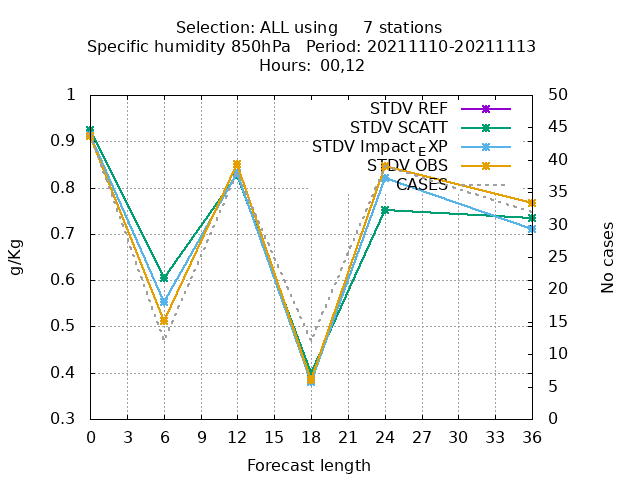 Selection: ALL using     7 stations
Specific humidity 850hPa   Period: 20211110-20211113
Hours: 00,12
STDV REF
STDV SCATT
STDV Impact_EXP
STDV OBS
CASES
1
0.9
0.8
0.7
0.6
0.5
0.4
0.3
g/Kg
50
45
40
35
30
25
20
15
10
5
0
No cases
0 3 6 9 12 15 18 21 24 27 30 33 36
Forecast length